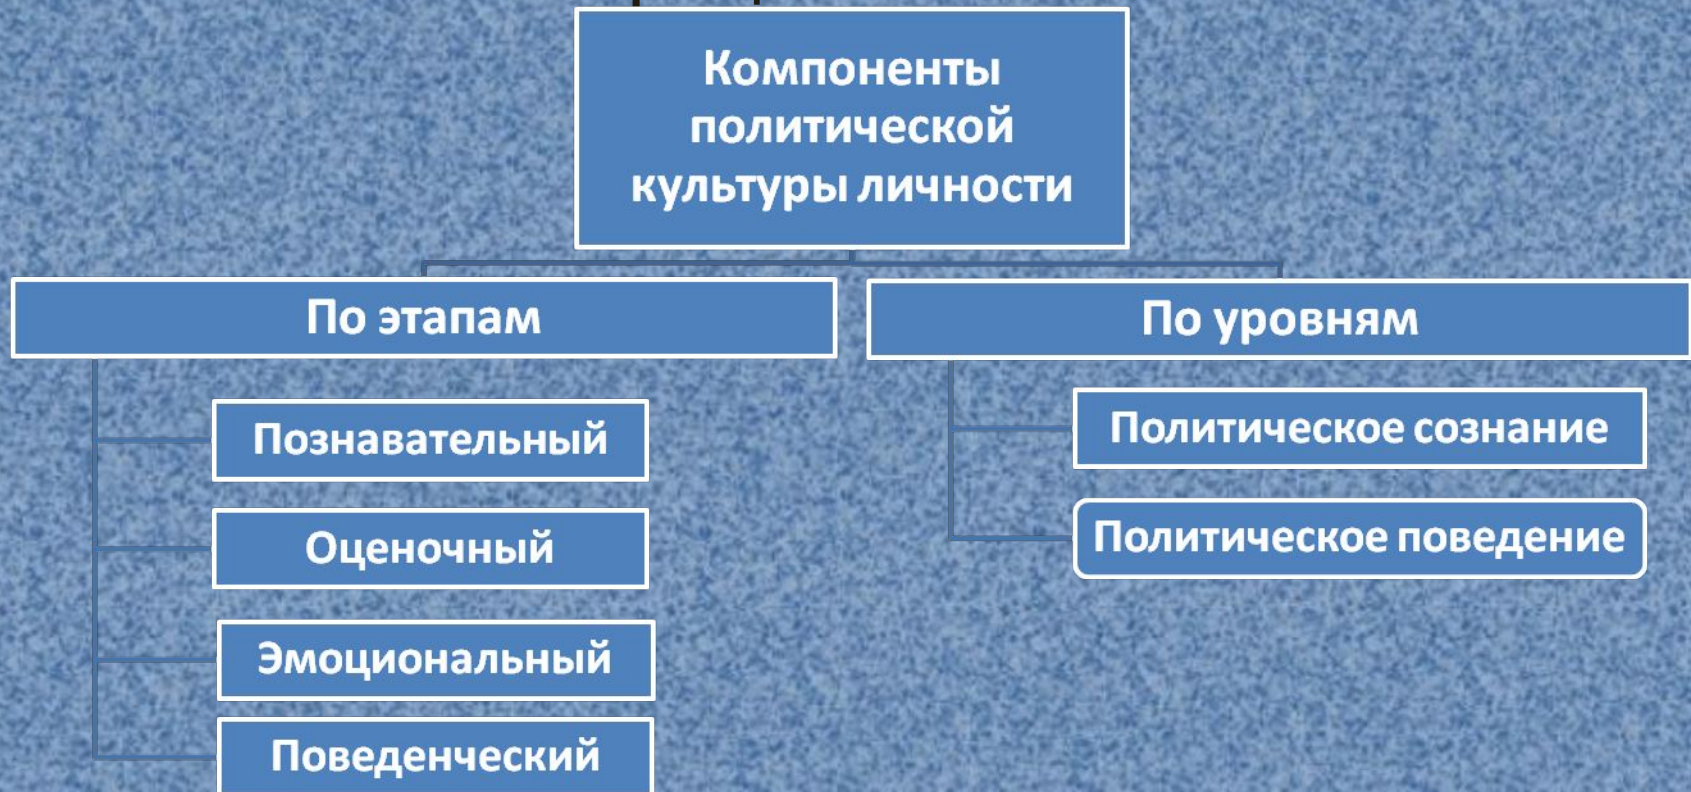 Компоненты
политической
культуры личности
По этапам
Познавательный
Оценочный
Эмоциональный
Поведенческий
По уровням
Политическое сознание
Политическое поведение